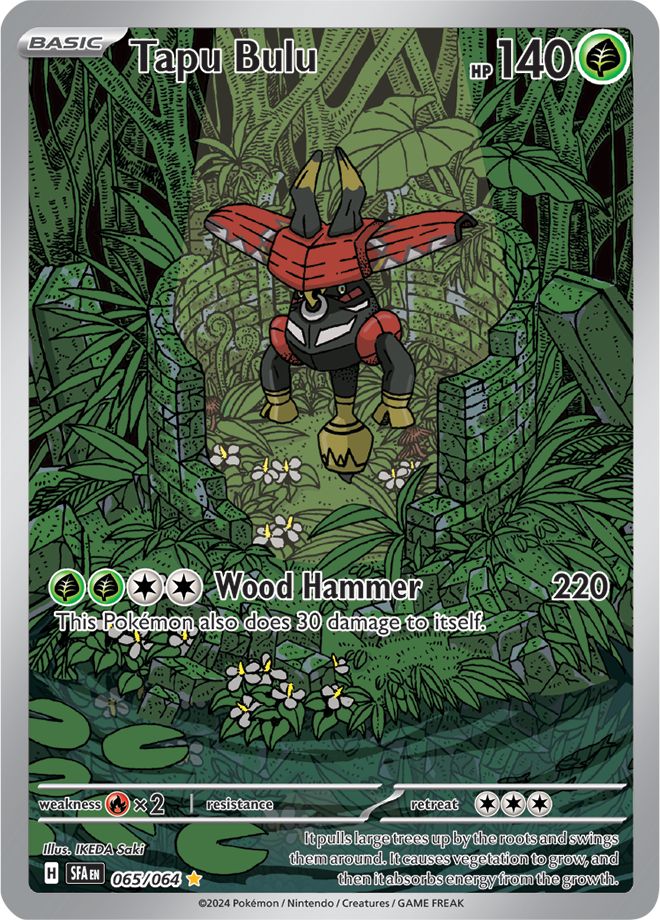 BASIC Tapu Bulu HP 140
Wood Hammer 220
This Pokémon also does 30 damage to itself.
weakness ×2 resistance retreat
It pulls large trees up by the roots and swings
them around. It causes vegetation to grow, and
then it absorbs energy from the growth.
Illus. IKEDA Saki
H SFA EN 065/064
©2024 Pokémon / Nintendo / Creatures / GAME FREAK